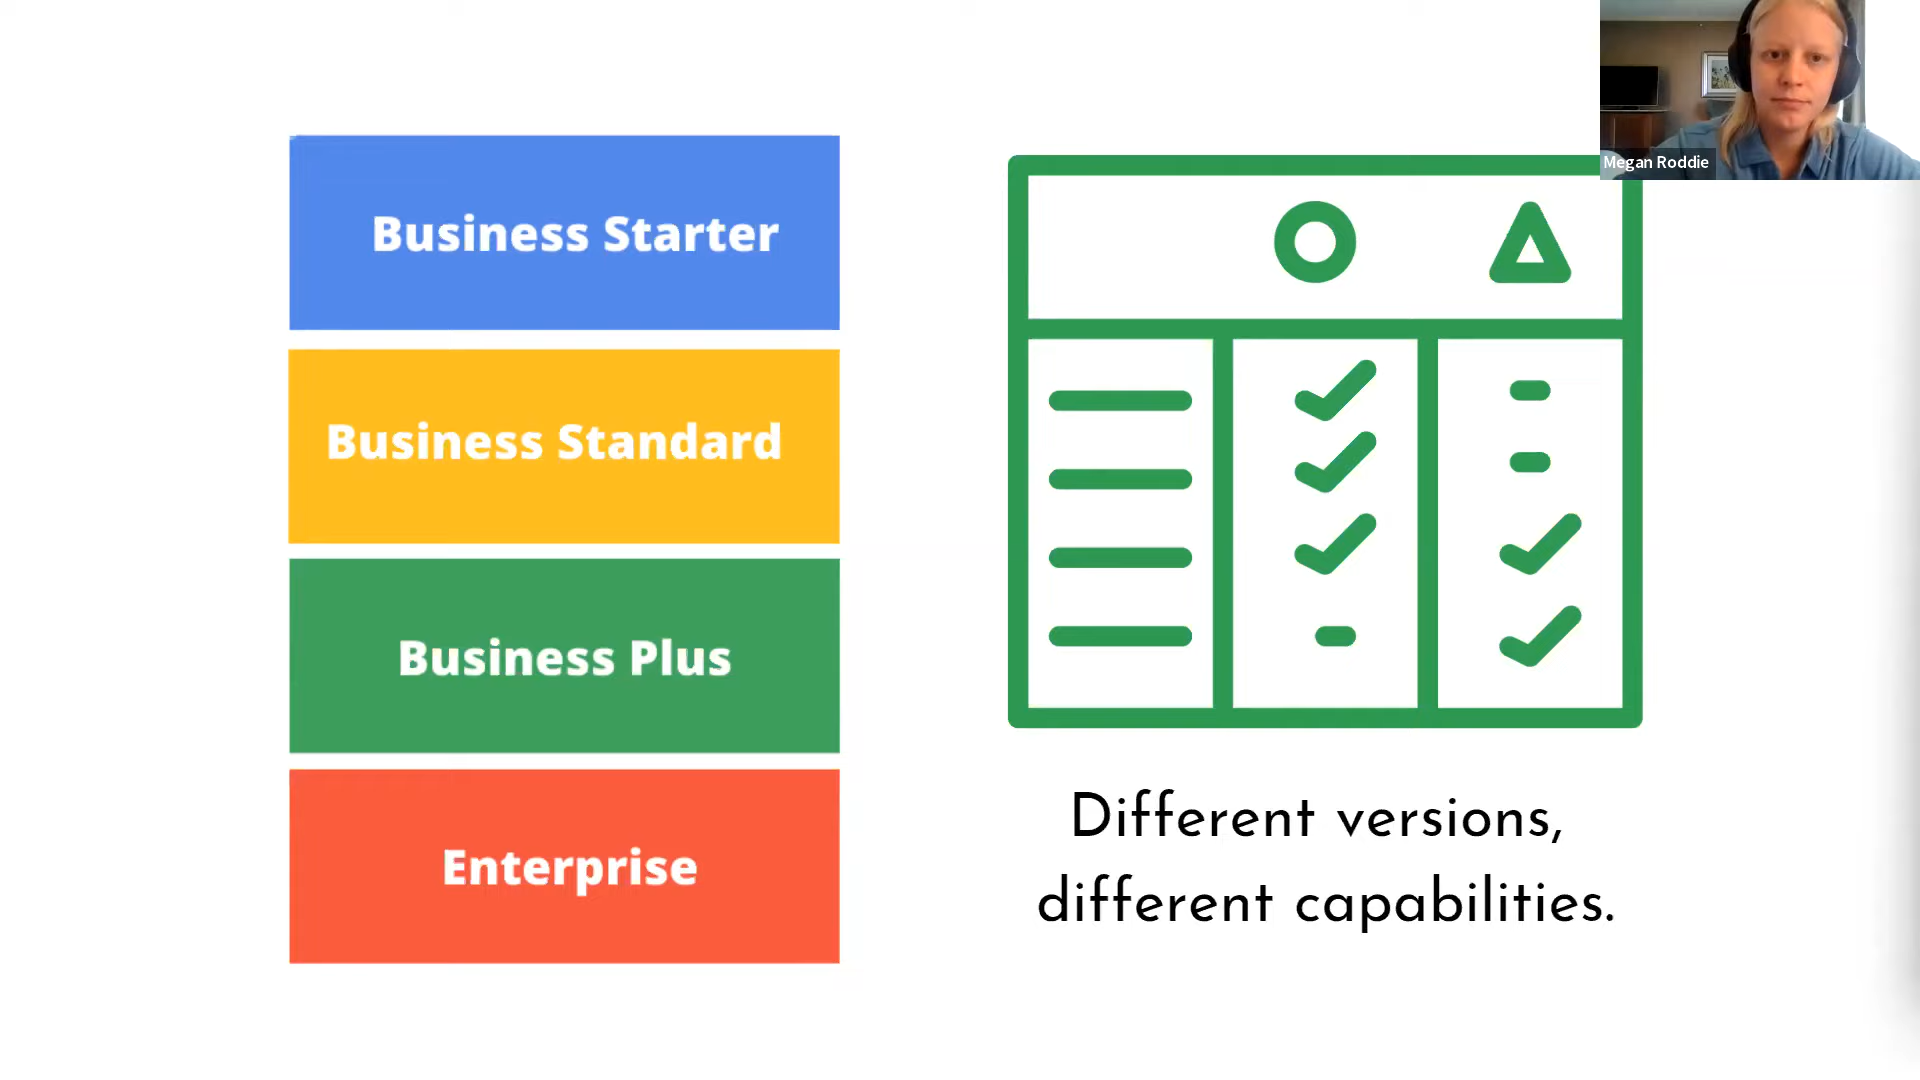 Business Starter
Business Standard
Business Plus
Enterprise
Megan Roddie
Different versions,
different capabilities.